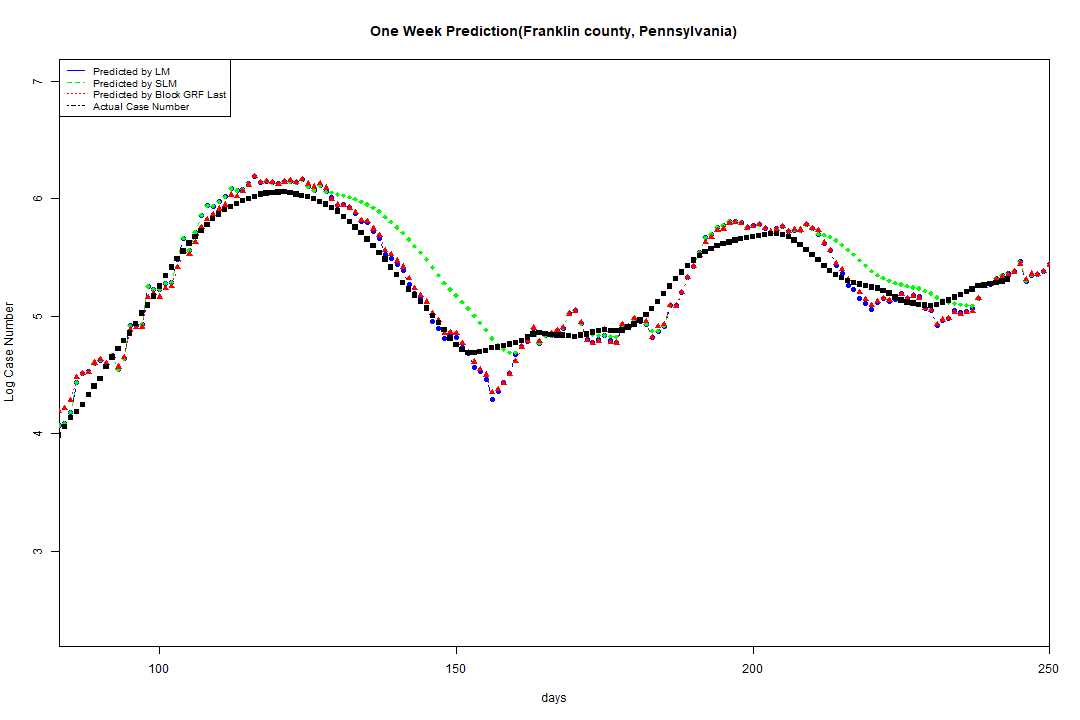 One Week Prediction(Franklin county, Pennsylvania)
Predicted by LM
Predicted by SLM
Predicted by Block GRF Last
Actual Case Number
7
6
5
4
3
Log Case Number
100
150
200
250
days